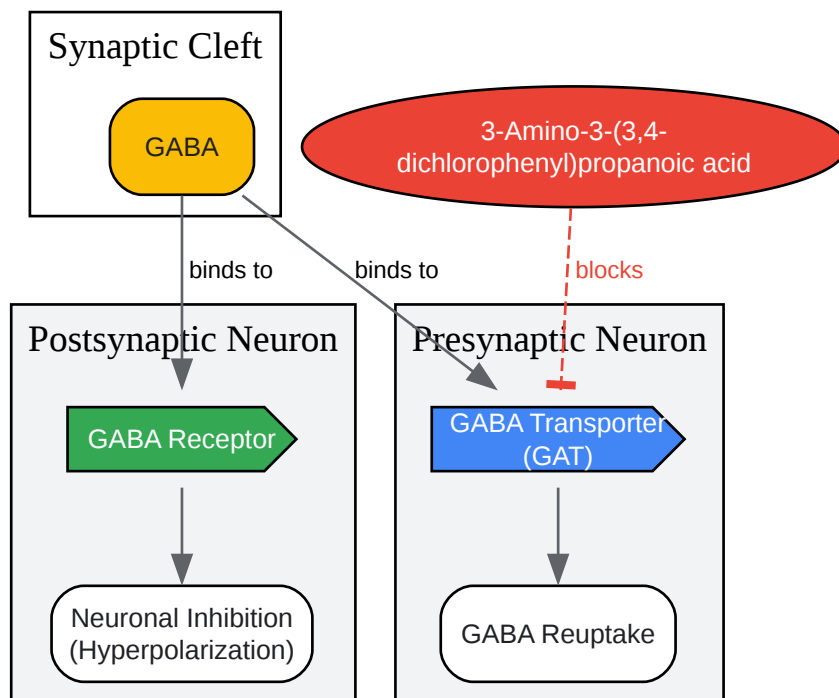 Synaptic Cleft
GABA
3-Amino-3-(3,4-
dichlorophenyl)propanoic acid
binds to
binds to
blocks
Postsynaptic Neuron
Presynaptic Neuron
GABA Receptor
GABA Transporter
(GAT)
Neuronal Inhibition
(Hyperpolarization)
GABA Reuptake